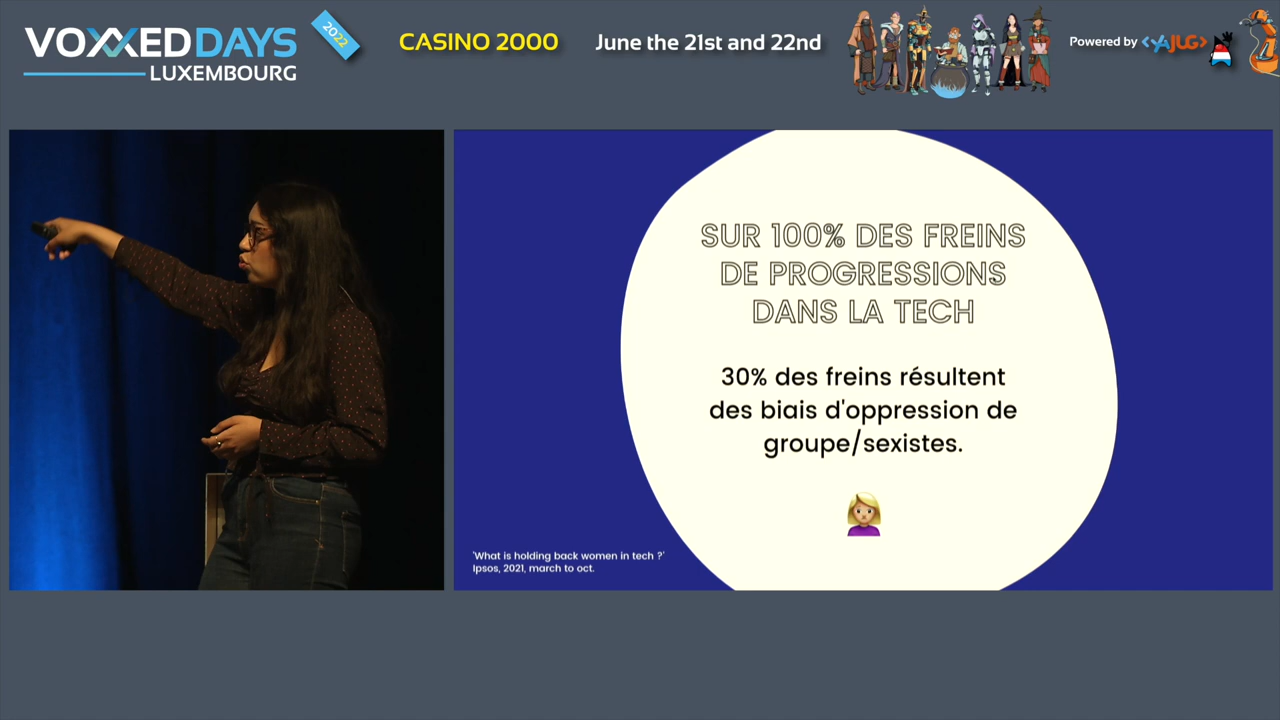 VOXXEDDAYS
LUXEMBOURG
2022
CASINO 2000
June the 21st and 22nd
Powered by <YAJUG>
SUR 100% DES FREINS
DE PROGRESSIONS
DANS LA TECH
30% des freins résultent
des biais d'oppression de
groupe/sexistes.
'What is holding back women in tech ?'
Ipsos, 2021, march to oct.